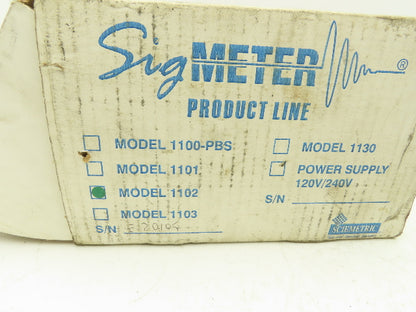 SigMETER ®
PRODUCT LINE
MODEL 1100-PBS
MODEL 1101
MODEL 1102
MODEL 1103
S/N
MODEL 1130
POWER SUPPLY
120V/240V
S/N
SCIEMETRIC